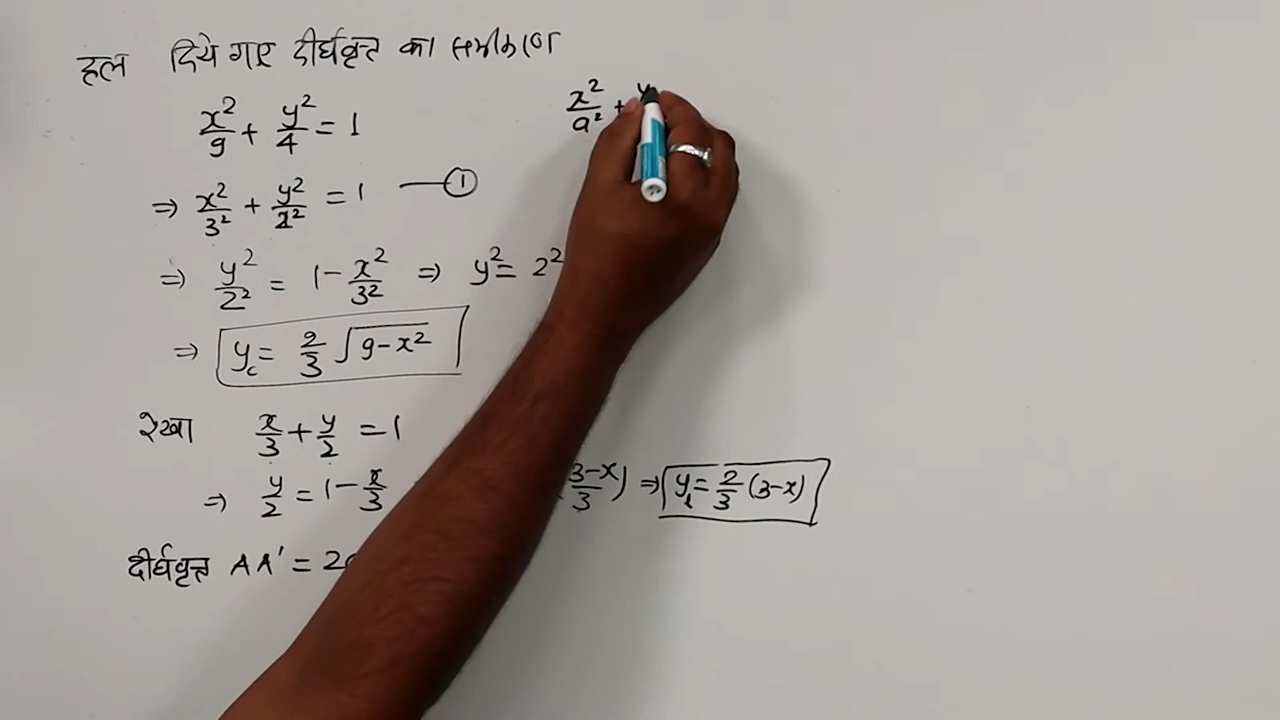 हल दिये गए दीर्घवृत्त का समीकरण
x²/9 + y²/4 = 1
x²/a² + y
⇒ x²/3² + y²/2² = 1 —①
⇒ y²/2² = 1 - x²/3² ⇒ y² = 2²
⇒ y_c = 2/3 √(9-x²)
रेखा x/3 + y/2 = 1
⇒ y/2 = 1 - x/3 (3-x)/3) ⇒ y_l = 2/3 (3-x)
दीर्घवृत्त AA' = 2a